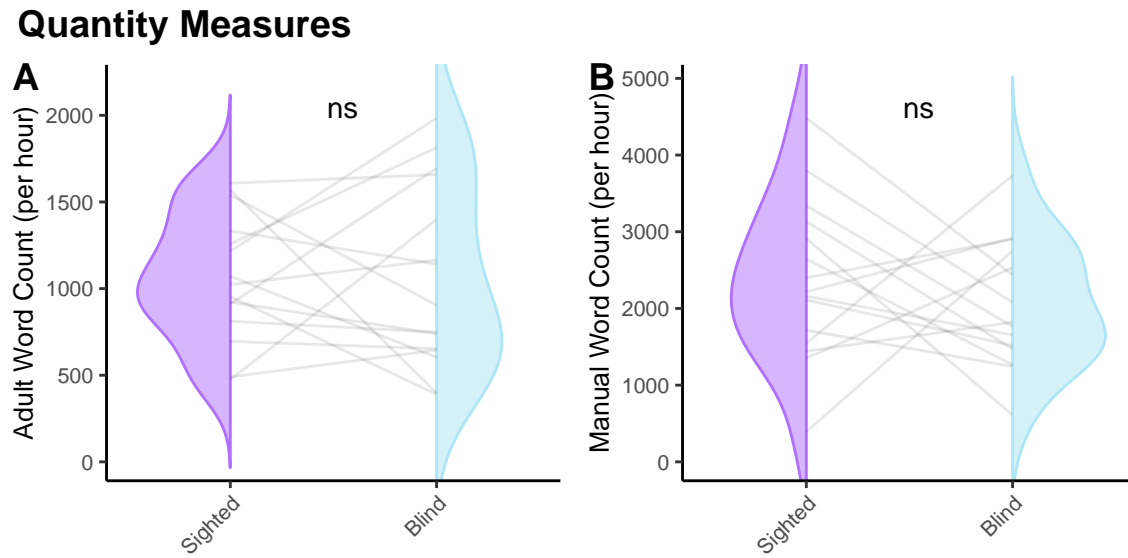 Quantity Measures
A
Adult Word Count (per hour)
2000
1500
1000
500
0
ns
Sighted
Blind
B
Manual Word Count (per hour)
5000
4000
3000
2000
1000
0
ns
Sighted
Blind